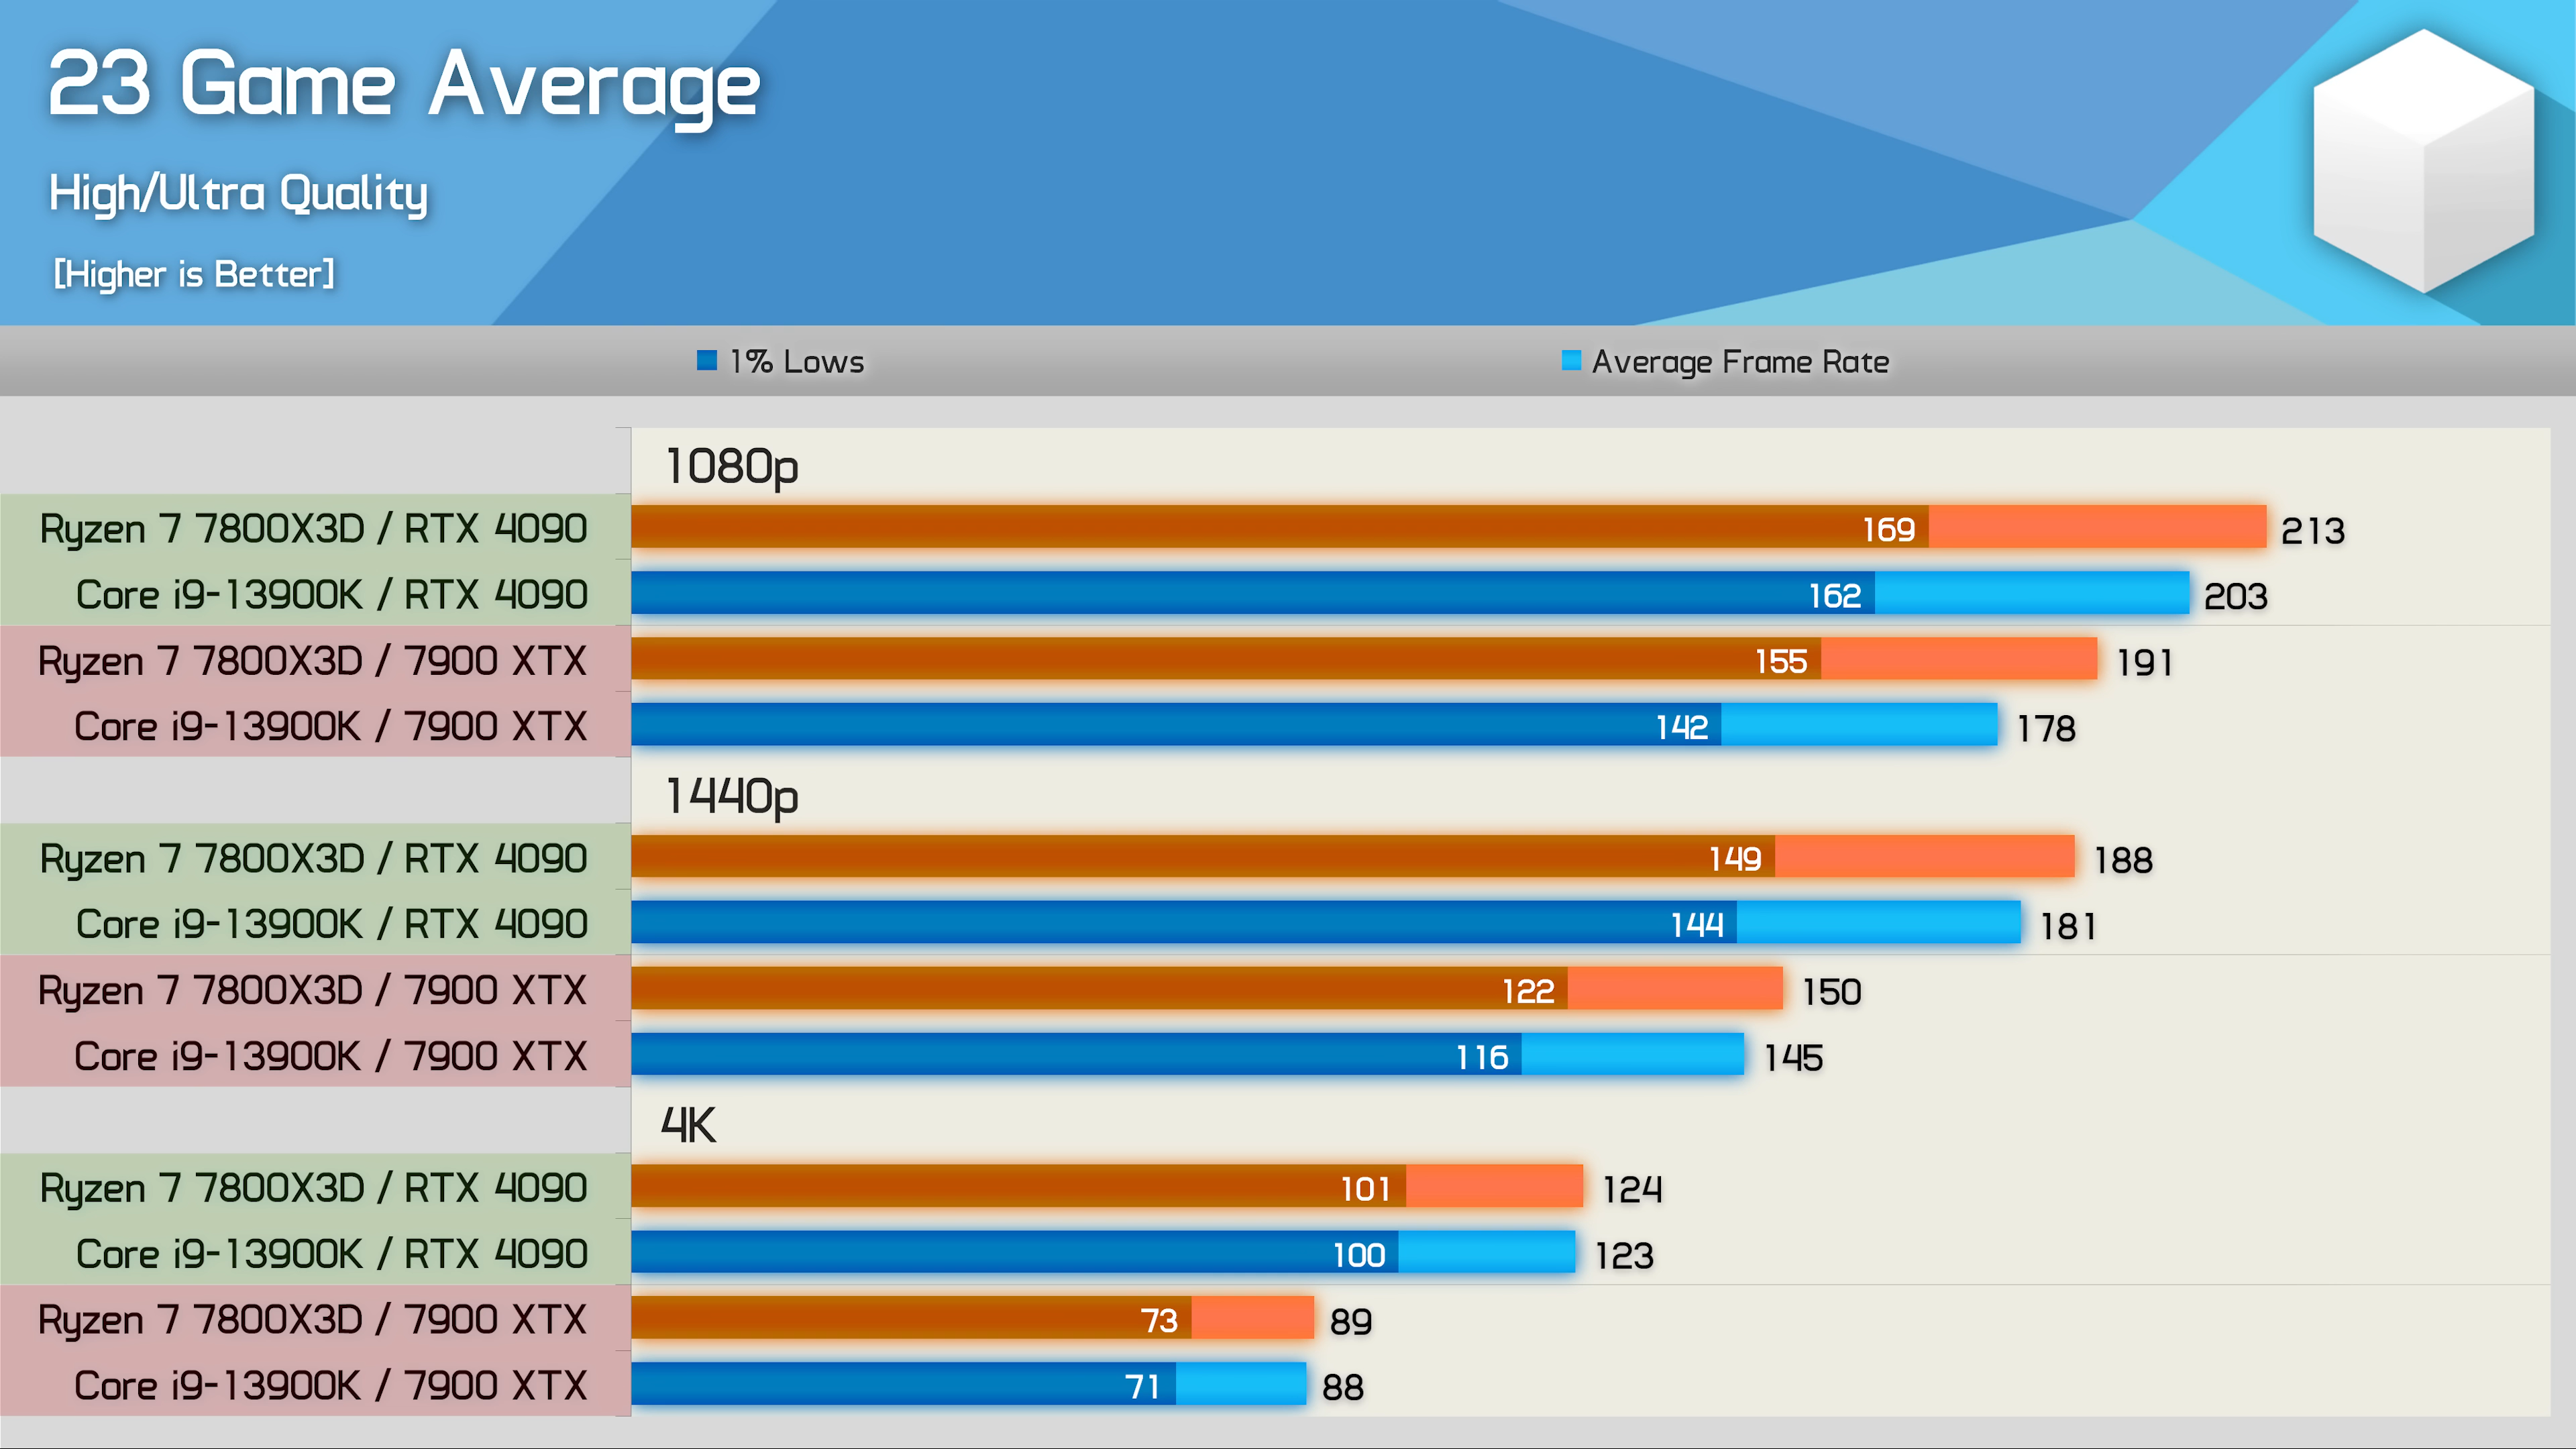 23 Game Average
High/Ultra Quality
[Higher is Better]
1% Lows
Average Frame Rate
1080p
Ryzen 7 7800X3D / RTX 4090 169 213
Core i9-13900K / RTX 4090 162 203
Ryzen 7 7800X3D / 7900 XTX 155 191
Core i9-13900K / 7900 XTX 142 178
1440p
Ryzen 7 7800X3D / RTX 4090 149 188
Core i9-13900K / RTX 4090 144 181
Ryzen 7 7800X3D / 7900 XTX 122 150
Core i9-13900K / 7900 XTX 116 145
4K
Ryzen 7 7800X3D / RTX 4090 101 124
Core i9-13900K / RTX 4090 100 123
Ryzen 7 7800X3D / 7900 XTX 73 89
Core i9-13900K / 7900 XTX 71 88